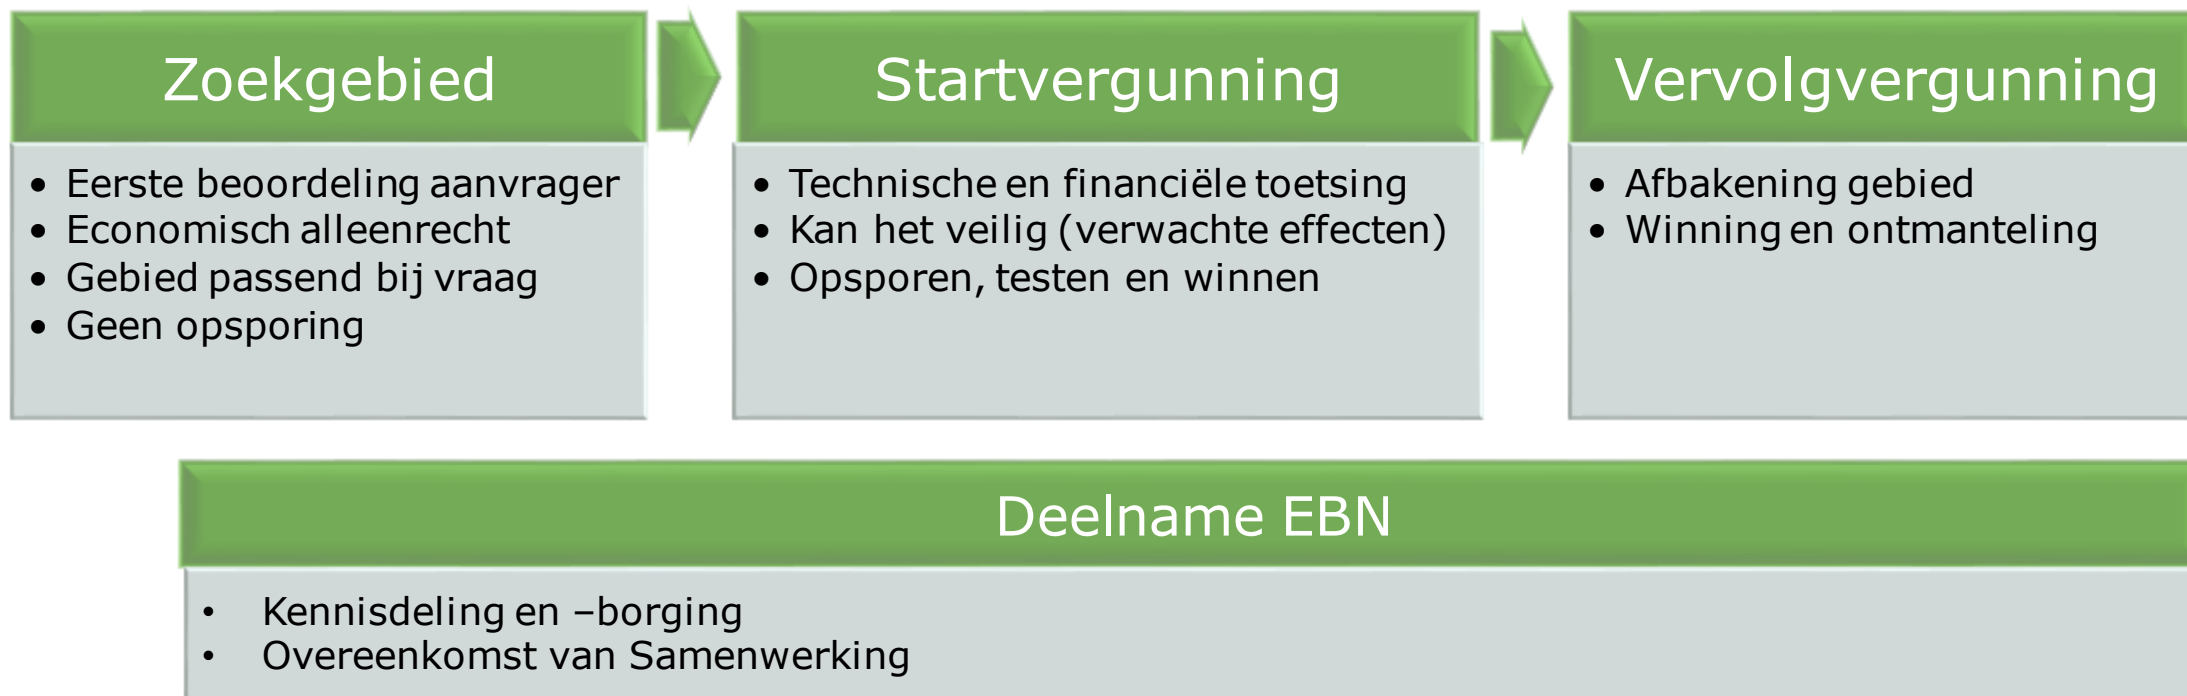 Zoekgebied
• Eerste beoordeling aanvrager
• Economisch alleenrecht
• Gebied passend bij vraag
• Geen opsporing
Startvergunning
• Technische en financiële toetsing
• Kan het veilig (verwachte effecten)
• Opsporen, testen en winnen
Vervolgvergunning
• Afbakening gebied
• Winning en ontmanteling
Deelname EBN
• Kennisdeling en –borging
• Overeenkomst van Samenwerking